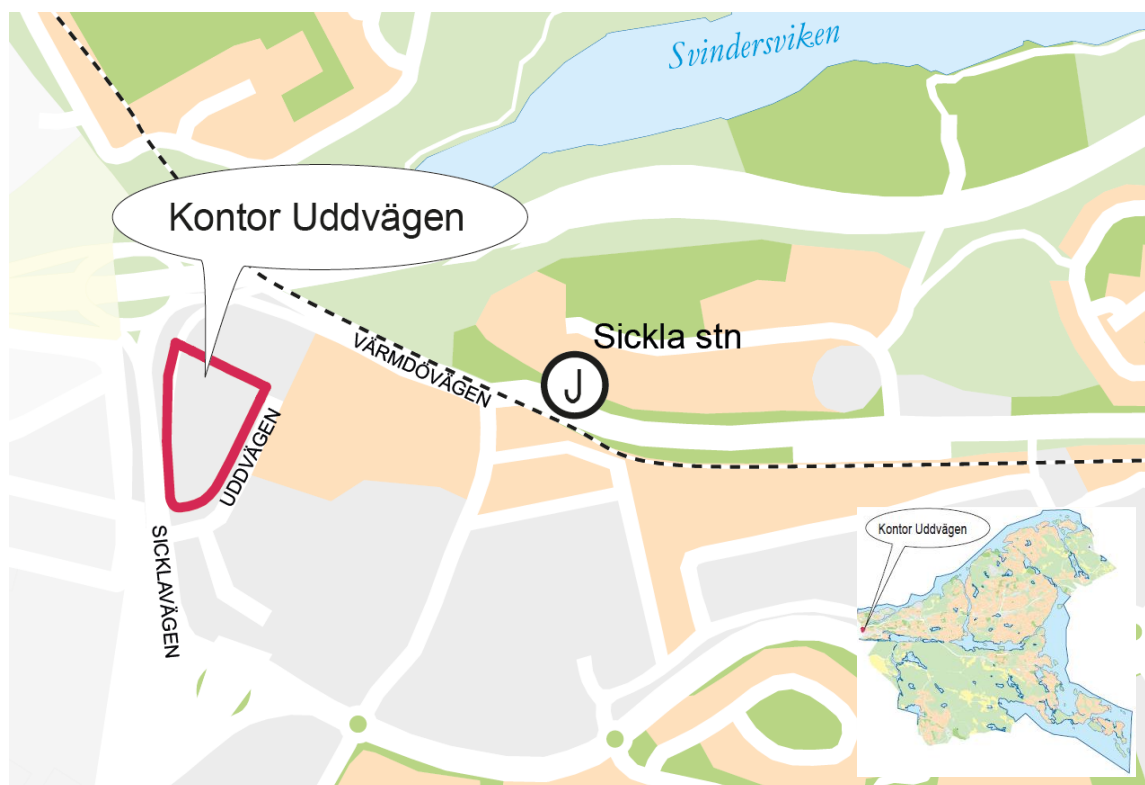 Svindersviken
Kontor Uddvägen
Sickla stn
VÄRMDÖVÄGEN
J
UDDVÄGEN
SICKLAVÄGEN
Kontor Uddvägen